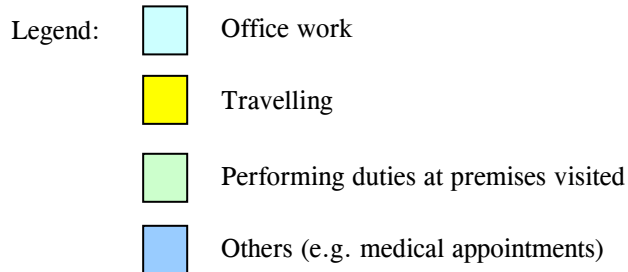 Legend: Office work
Travelling
Performing duties at premises visited
Others (e.g. medical appointments)